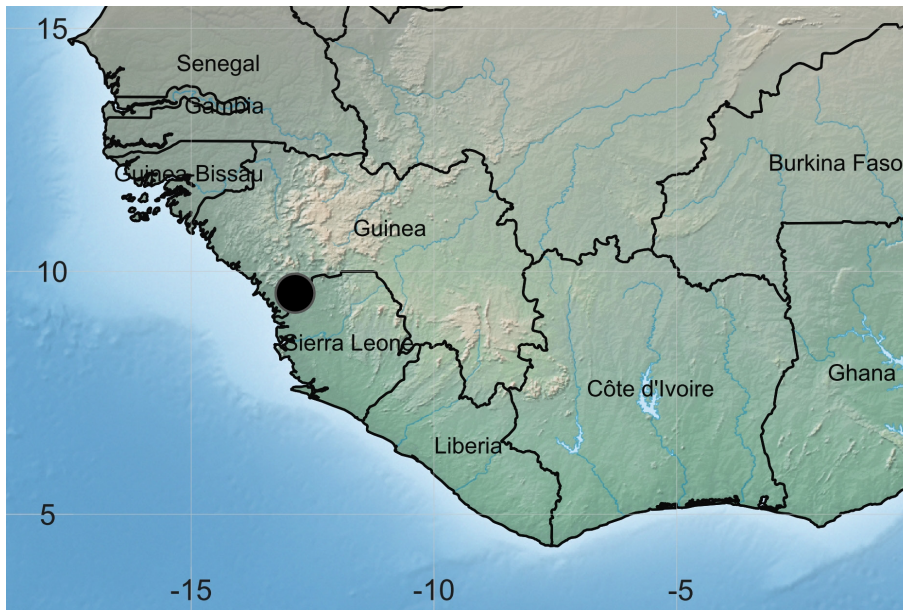 15
Senegal
Gambia
Burkina Faso
Guinea-Bissau
Guinea
10
Sierra Leone
Ghana
Côte d'Ivoire
Liberia
5
-15
-10
-5